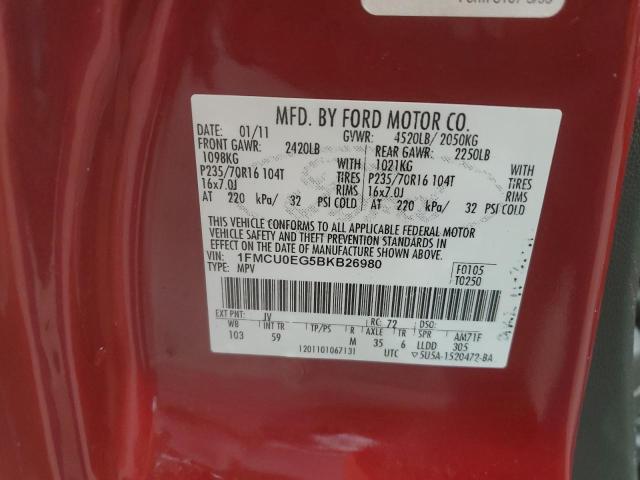 MFD. BY FORD MOTOR CO.
DATE: 01/11 GVWR: 4520LB/ 2050KG
FRONT GAWR: 2420LB REAR GAWR: 2250LB
1098KG WITH 1021KG WITH
P235/70R16 104T TIRES P235/70R16 104T TIRES
16x7.0J RIMS 16x7.0J RIMS
AT 220 kPa/ 32 PSI COLD AT 220 kPa/ 32 PSI COLD
THIS VEHICLE CONFORMS TO ALL APPLICABLE FEDERAL MOTOR
VEHICLE SAFETY AND THEFT PREVENTION STANDARDS IN
EFFECT ON THE DATE OF MANUFACTURE SHOWN ABOVE.
VIN: 1FMCU0EG5BKB26980 F0105
TYPE: MPV T0250
EXT PNT: JV RC: 72 DSO:
WB INT TR TP/PS R AXLE TR SPR AM71F
103 59 M 35 6 LLDD 305
1201101067131 UTC 5U5A-1520472-BA